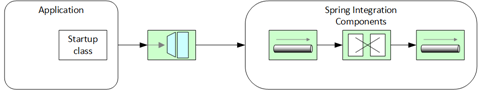 Application
Startup
class
Spring Integration
Components